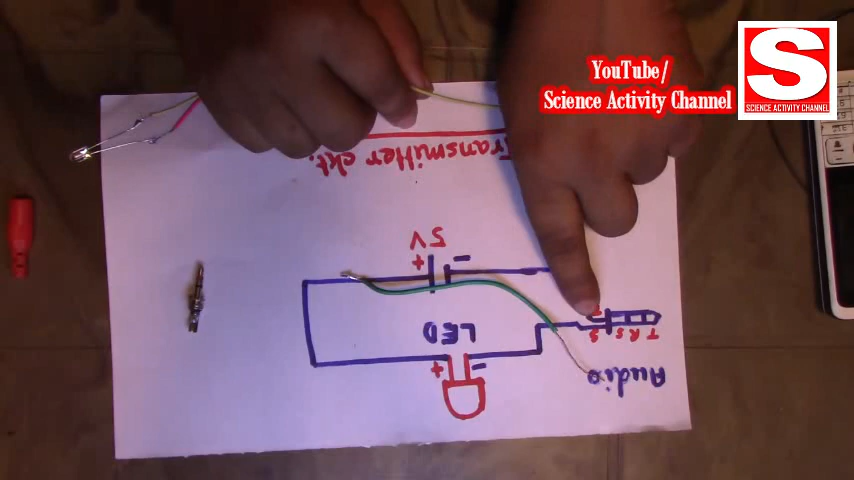 YouTube/
Science Activity Channel
S
SCIENCE ACTIVITY CHANNEL
Transmitter ckt.
5V
+ −
LED
+ −
T R S S
Audio